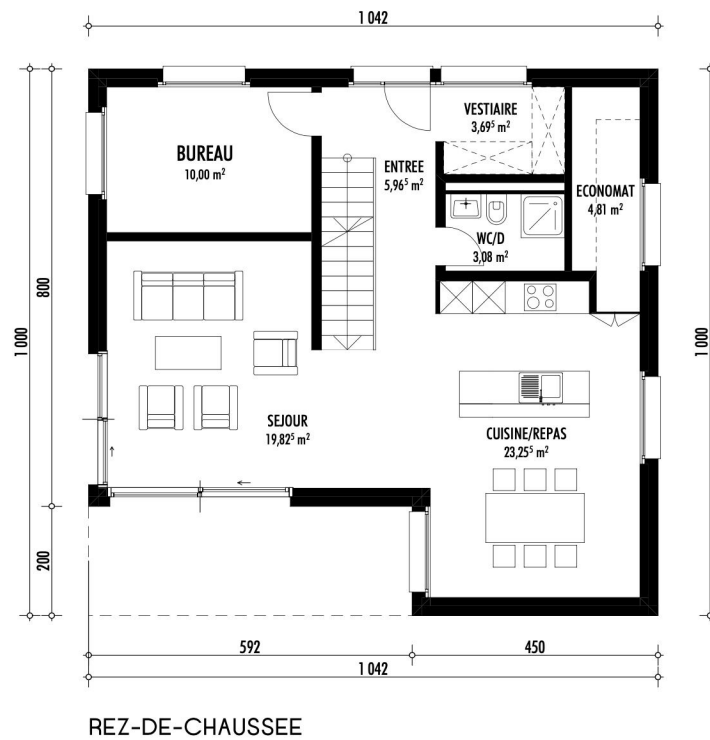 1 042
VESTIAIRE
3,69⁵ m²
BUREAU
10,00 m²
ENTREE
5,96⁵ m²
ECONOMAT
4,81 m²
WC/D
3,08 m²
800
1 000
1 000
SEJOUR
19,82⁵ m²
CUISINE/REPAS
23,25⁵ m²
200
592
450
1 042
REZ-DE-CHAUSSEE